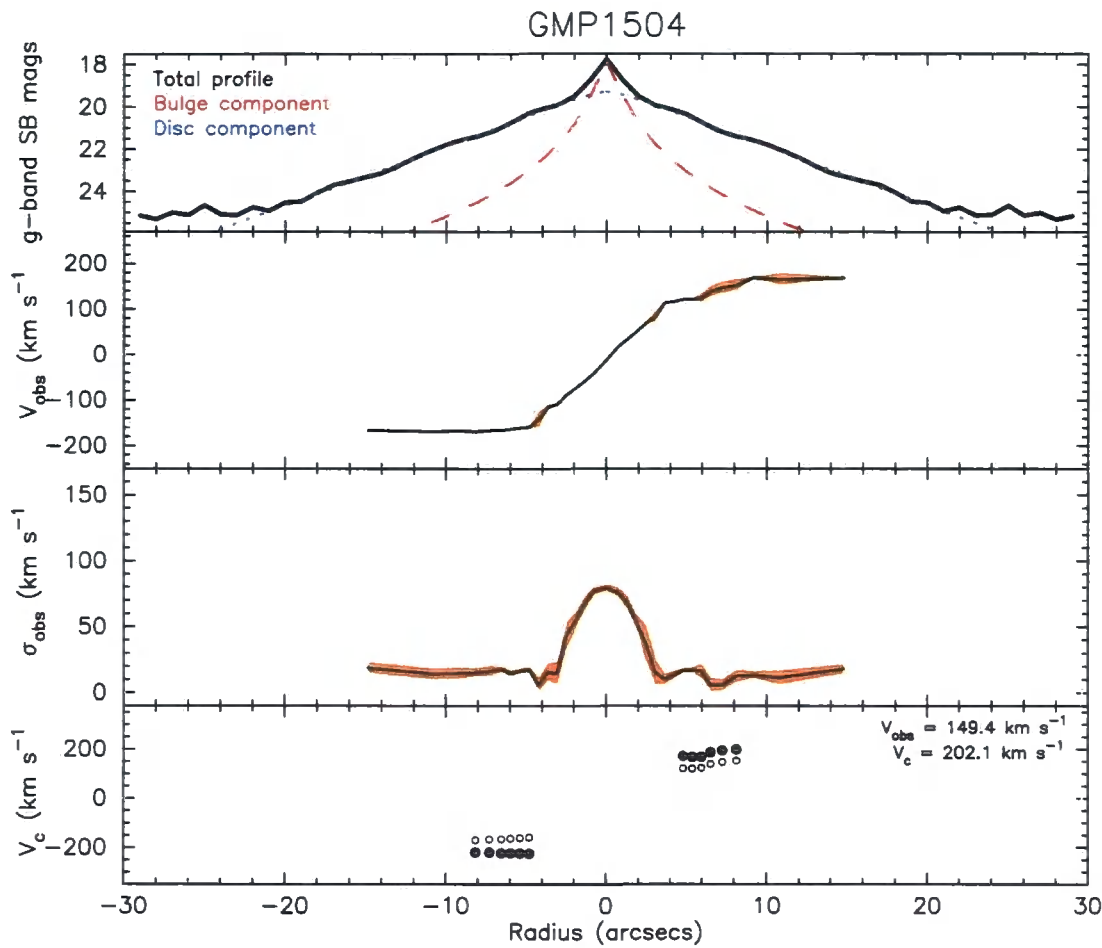 GMP1504
g-band SB mags
18
20
22
24
Total profile
Bulge component
Disc component
V_obs (km s⁻¹)
200
100
0
-100
-200
σ_obs (km s⁻¹)
150
100
50
0
V_c (km s⁻¹)
200
0
-200
V_obs = 149.4 km s⁻¹
V_c = 202.1 km s⁻¹
-30 -20 -10 0 10 20 30
Radius (arcsecs)